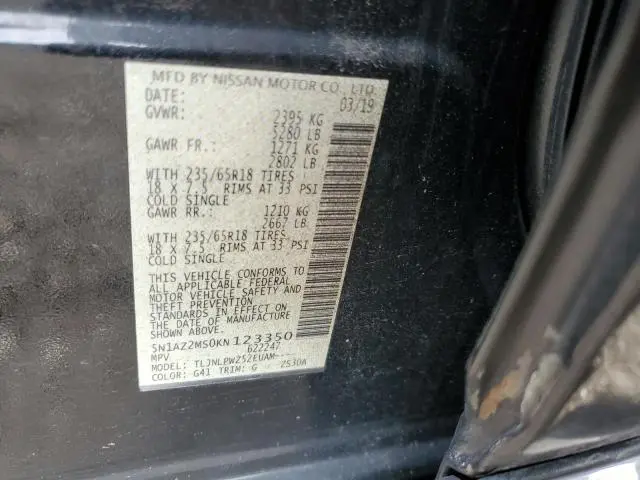 MFD BY NISSAN MOTOR CO., LTD.
DATE: 03/19
GVWR: 2395 KG
5280 LB
GAWR FR.: 1271 KG
2802 LB
WITH 235/65R18 TIRES
18 X 7.5 RIMS AT 33 PSI
COLD SINGLE
GAWR RR.: 1210 KG
2667 LB
WITH 235/65R18 TIRES
18 X 7.5 RIMS AT 33 PSI
COLD SINGLE
THIS VEHICLE CONFORMS TO
ALL APPLICABLE FEDERAL
MOTOR VEHICLE SAFETY AND
THEFT PREVENTION
STANDARDS IN EFFECT ON
THE DATE OF MANUFACTURE
SHOWN ABOVE.
5N1AZ2MS0KN123350
MPV 622247
MODEL: TLJNLPWZ52EUAM----
COLOR: G41 TRIM: G 2530A